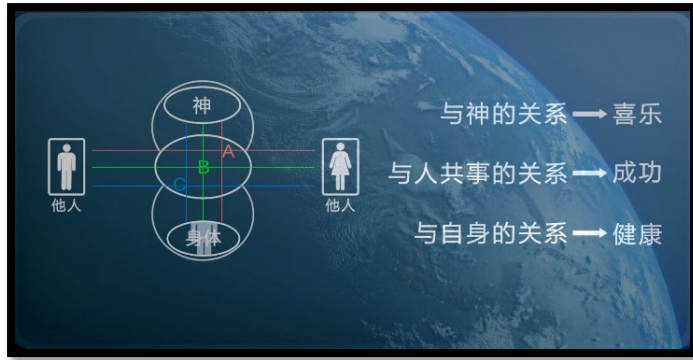 神
A
B
C
他人
他人
身体
与神的关系 喜乐
与人共事的关系 成功
与自身的关系 健康